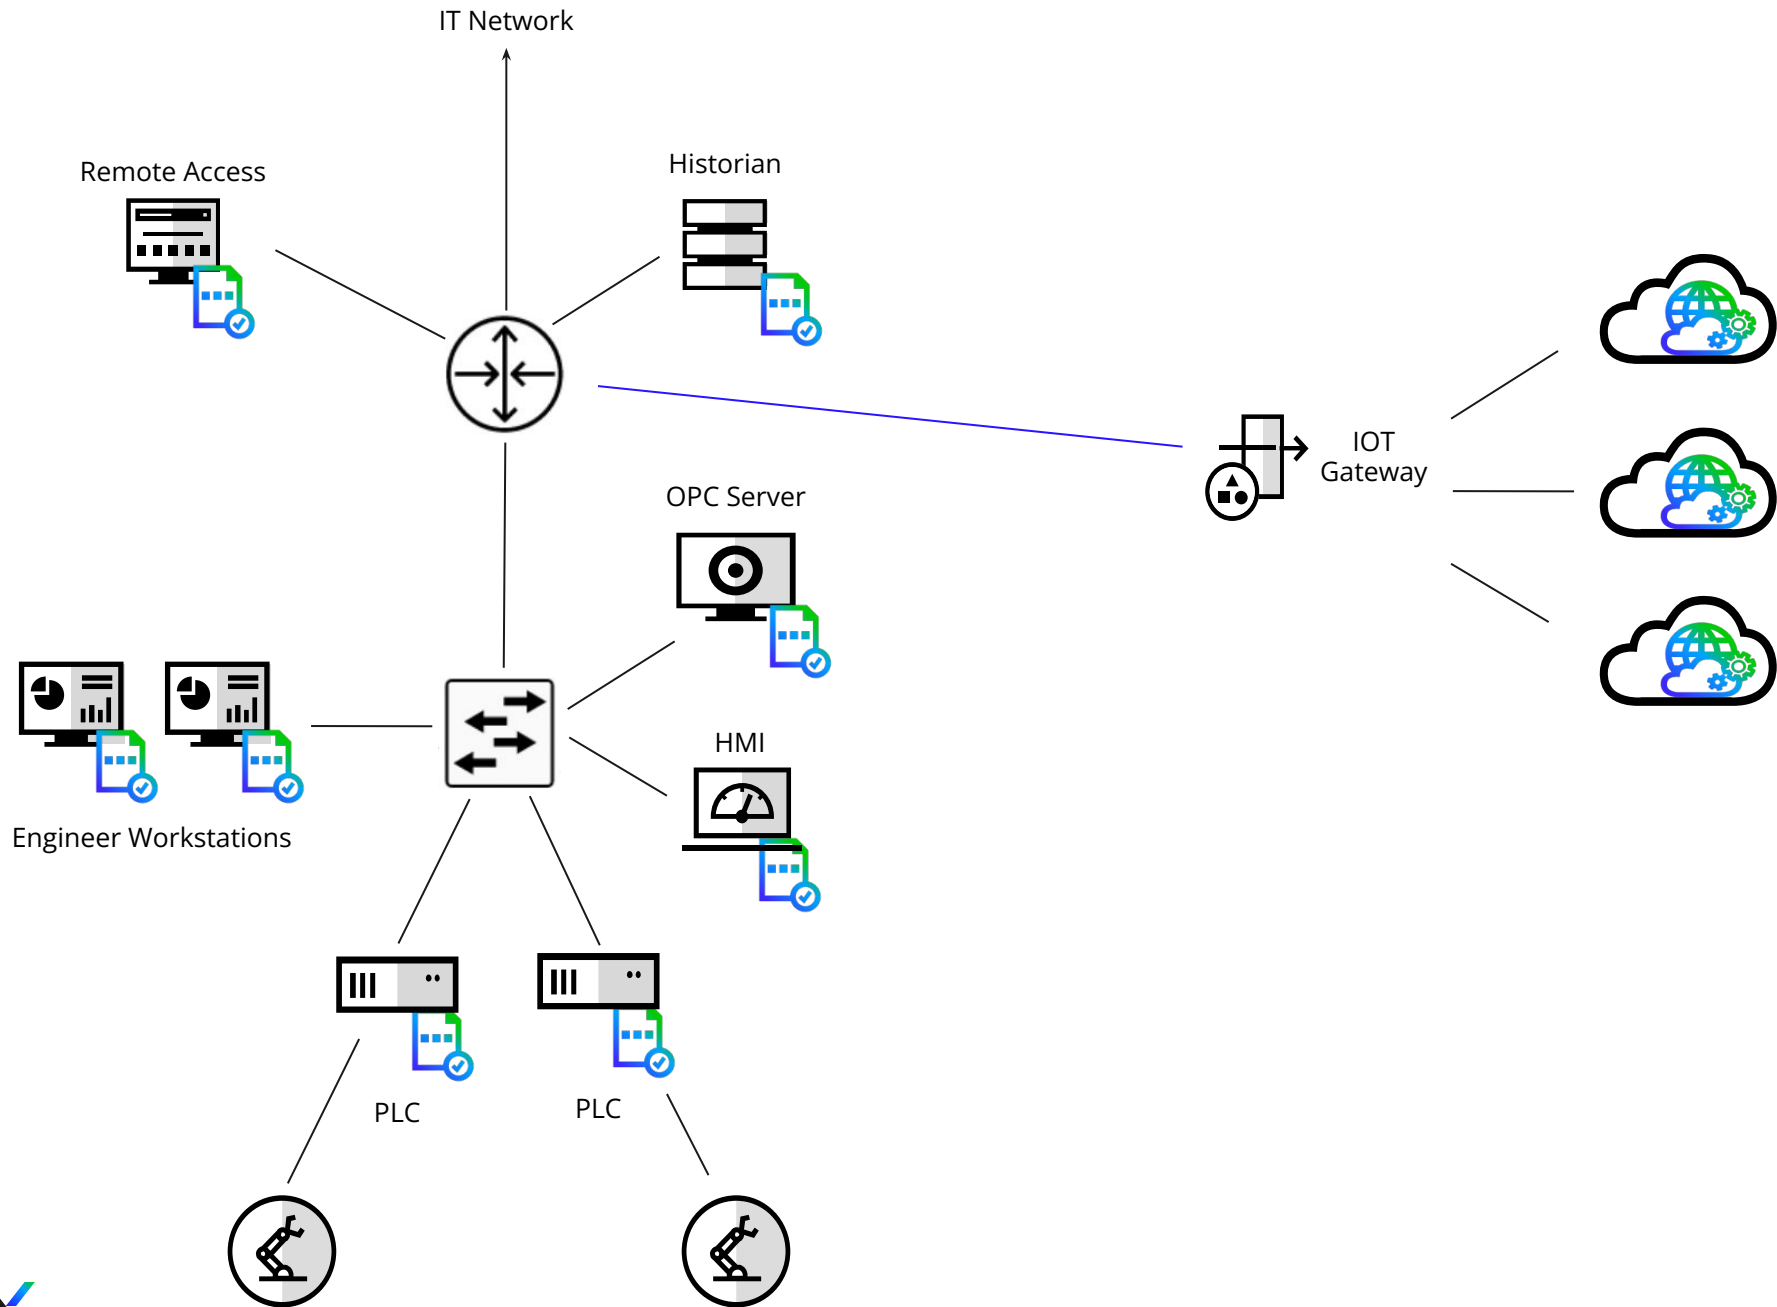 IT Network
Remote Access
Historian
IOT
Gateway
OPC Server
HMI
Engineer Workstations
PLC
PLC